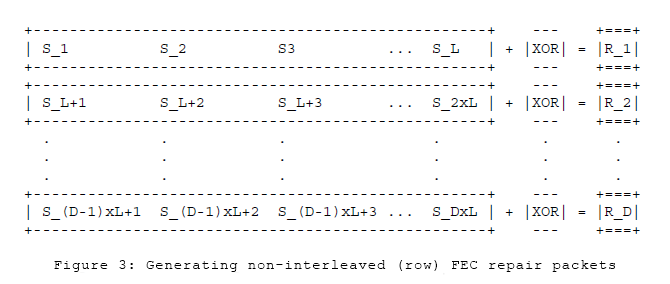 +--------------------------------------------------+     ---     +===+
| S_1          S_2          S3          ...  S_L   | + |XOR| = |R_1|
+--------------------------------------------------+     ---     +===+
+--------------------------------------------------+     ---     +===+
| S_L+1        S_L+2        S_L+3       ...  S_2xL | + |XOR| = |R_2|
+--------------------------------------------------+     ---     +===+
  .            .            .                .           .       .
  .            .            .                .           .       .
  .            .            .                .           .       .
+--------------------------------------------------+     ---     +===+
| S_(D-1)xL+1  S_(D-1)xL+2  S_(D-1)xL+3 ...  S_DxL | + |XOR| = |R_D|
+--------------------------------------------------+     ---     +===+
Figure 3: Generating non-interleaved (row) FEC repair packets